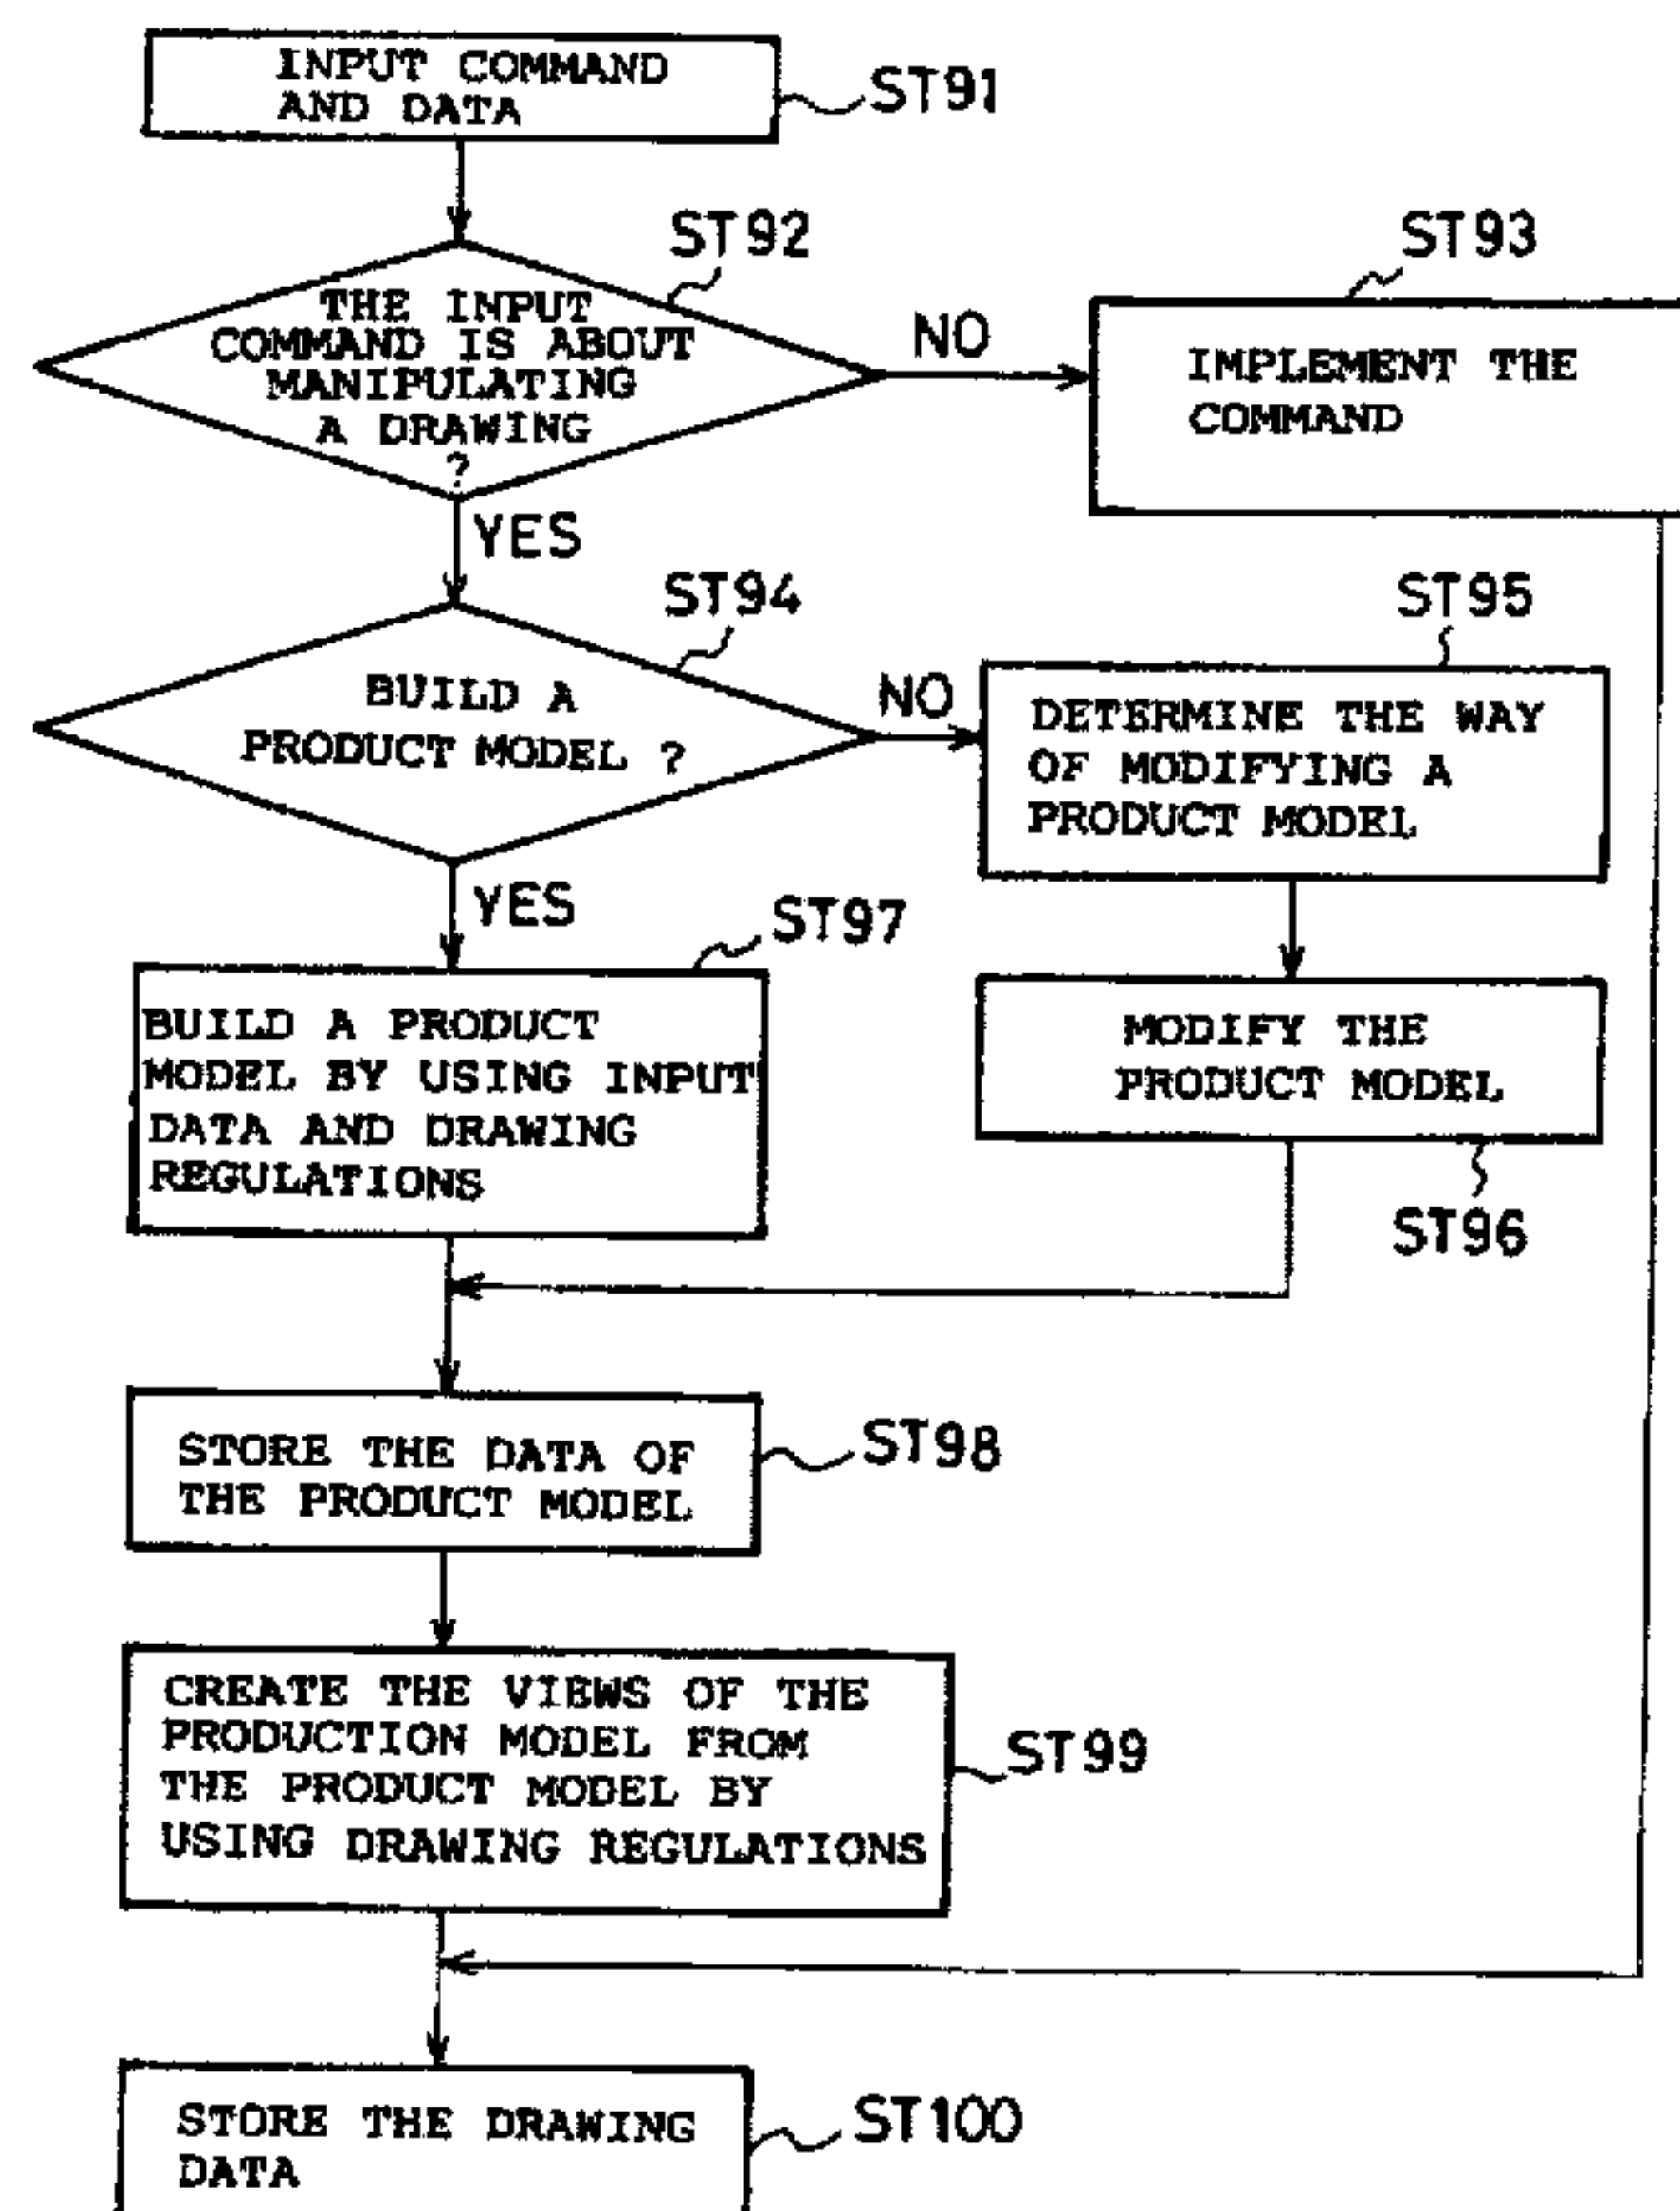 INPUT COMMAND
AND DATA
ST91
ST92
THE INPUT
COMMAND IS ABOUT
MANIPULATING
A DRAWING
?
NO
ST93
IMPLEMENT THE
COMMAND
YES
ST94
BUILD A
PRODUCT MODEL ?
NO
ST95
DETERMINE THE WAY
OF MODIFYING A
PRODUCT MODEL
YES
ST97
BUILD A PRODUCT
MODEL BY USING INPUT
DATA AND DRAWING
REGULATIONS
MODIFY THE
PRODUCT MODEL
ST96
STORE THE DATA OF
THE PRODUCT MODEL
ST98
CREATE THE VIEWS OF THE
PRODUCTION MODEL FROM
THE PRODUCT MODEL BY
USING DRAWING REGULATIONS
ST99
STORE THE DRAWING
DATA
ST100